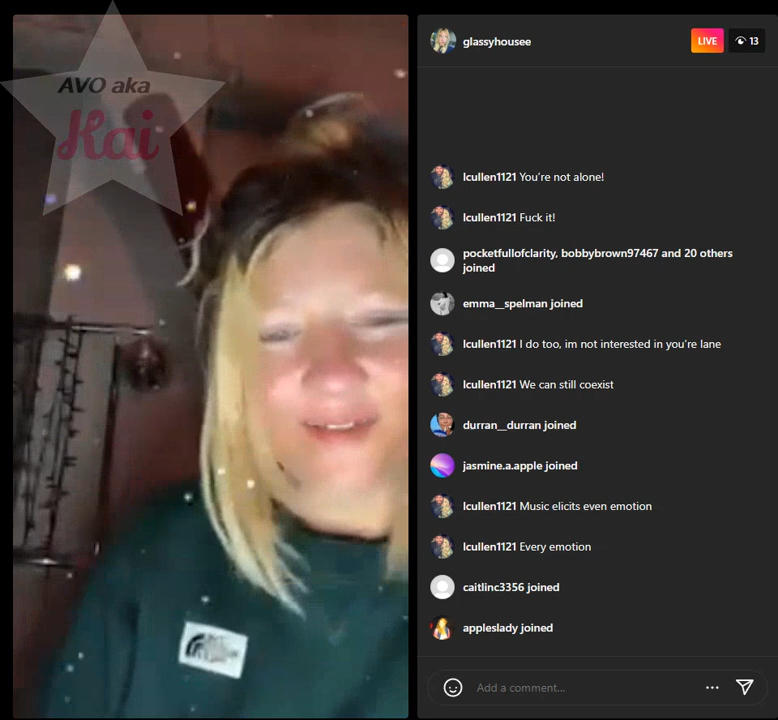 AVO aka
Kai
glassyhousee
LIVE
13
lcullen1121 You're not alone!
lcullen1121 Fuck it!
pocketfullofclarity, bobbybrown97467 and 20 others
joined
emma__spelman joined
lcullen1121 I do too, im not interested in you're lane
lcullen1121 We can still coexist
durran__durran joined
jasmine.a.apple joined
lcullen1121 Music elicits even emotion
lcullen1121 Every emotion
caitlinc3356 joined
appleslady joined
Add a comment...